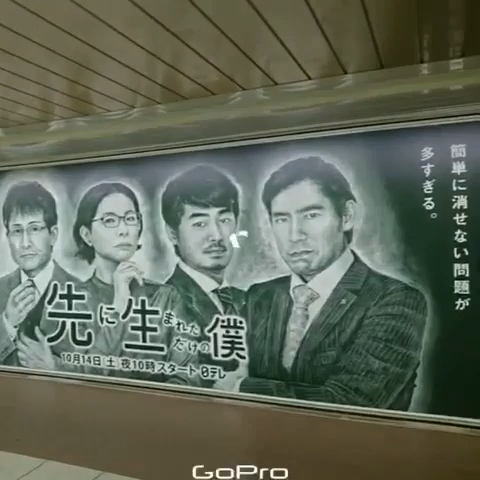 簡単に消せない問題が
多すぎる。
先に生まれた
だけの僕
10月14日(土)夜10時スタート 日テレ
GoPro